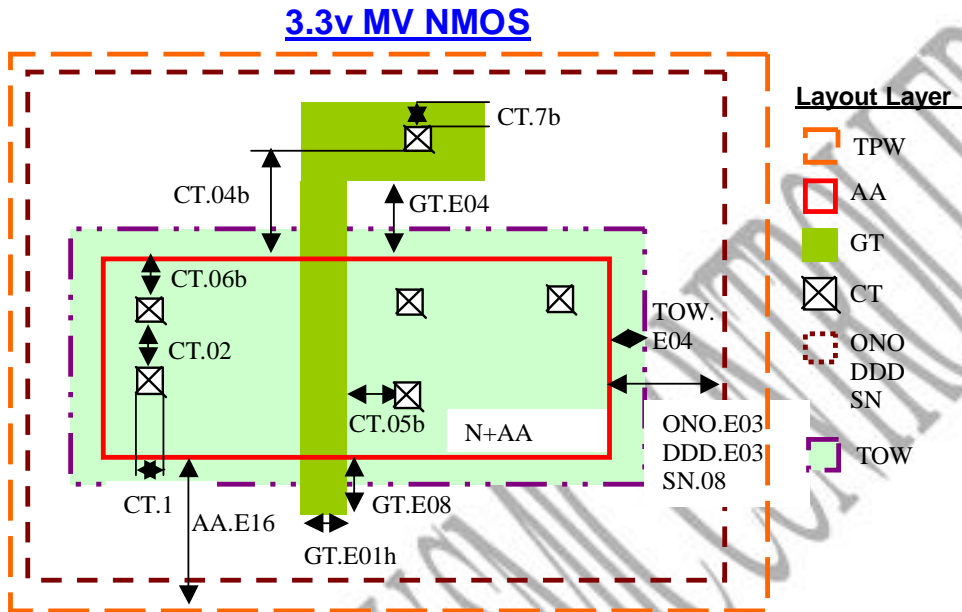 3.3v MV NMOS
Layout Layer
CT.7b
TPW
CT.04b
GT.E04
AA
GT
CT.06b
CT
TOW.
E04
CT.02
ONO
DDD
SN
CT.05b
N+AA
ONO.E03
DDD.E03
SN.08
TOW
CT.1
AA.E16
GT.E08
GT.E01h